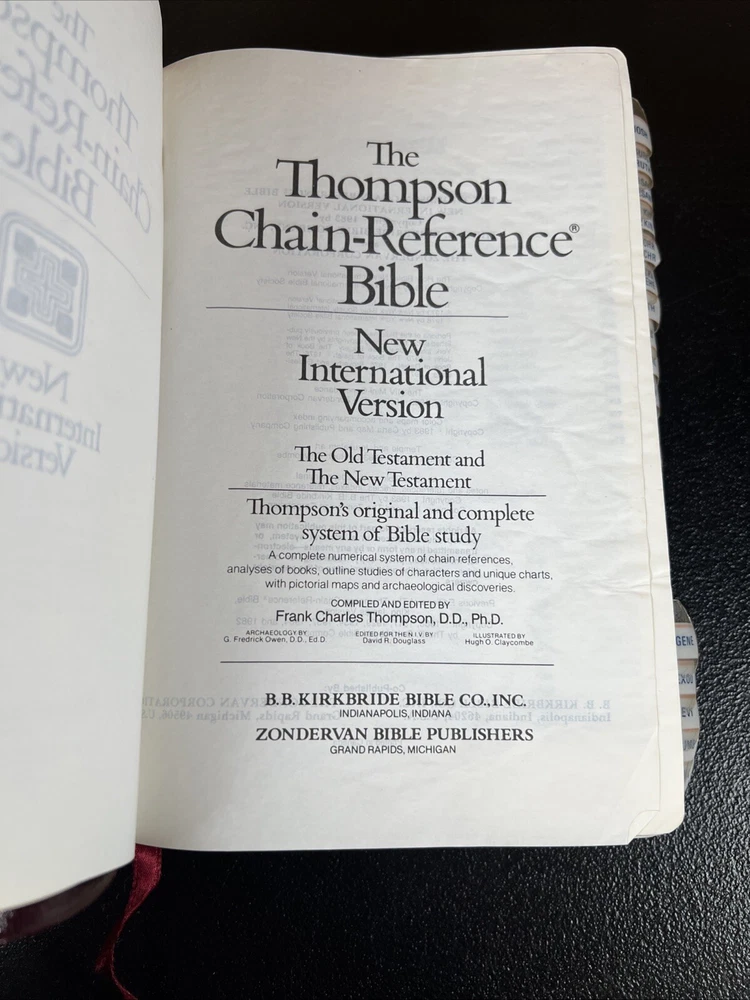 The
Thompson
Chain-Reference®
Bible
New
International
Version
The Old Testament and
The New Testament
Thompson's original and complete
system of Bible study
A complete numerical system of chain references,
analyses of books, outline studies of characters and unique charts,
with pictorial maps and archaeological discoveries.
COMPILED AND EDITED BY
Frank Charles Thompson, D.D., Ph.D.
ARCHAEOLOGY BY EDITED FOR THE N.I.V. BY ILLUSTRATED BY
G. Fredrick Owen, D.D., Ed.D. David R. Douglass Hugh O. Claycombe
B.B. KIRKBRIDE BIBLE CO., INC.
INDIANAPOLIS, INDIANA
ZONDERVAN BIBLE PUBLISHERS
GRAND RAPIDS, MICHIGAN
GENE
EXOU
LEVI